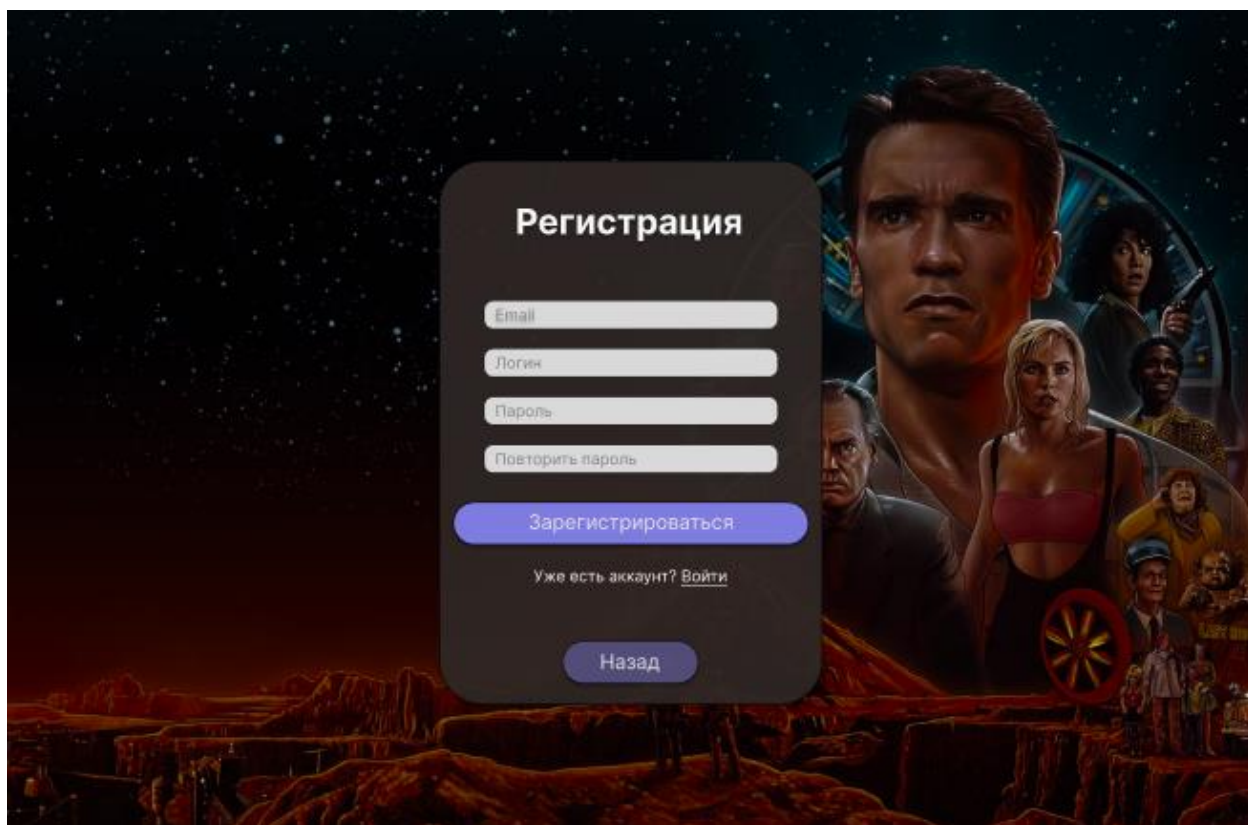 Регистрация
Email
Логин
Пароль
Повторить пароль
Зарегистрироваться
Уже есть аккаунт? Войти
Назад